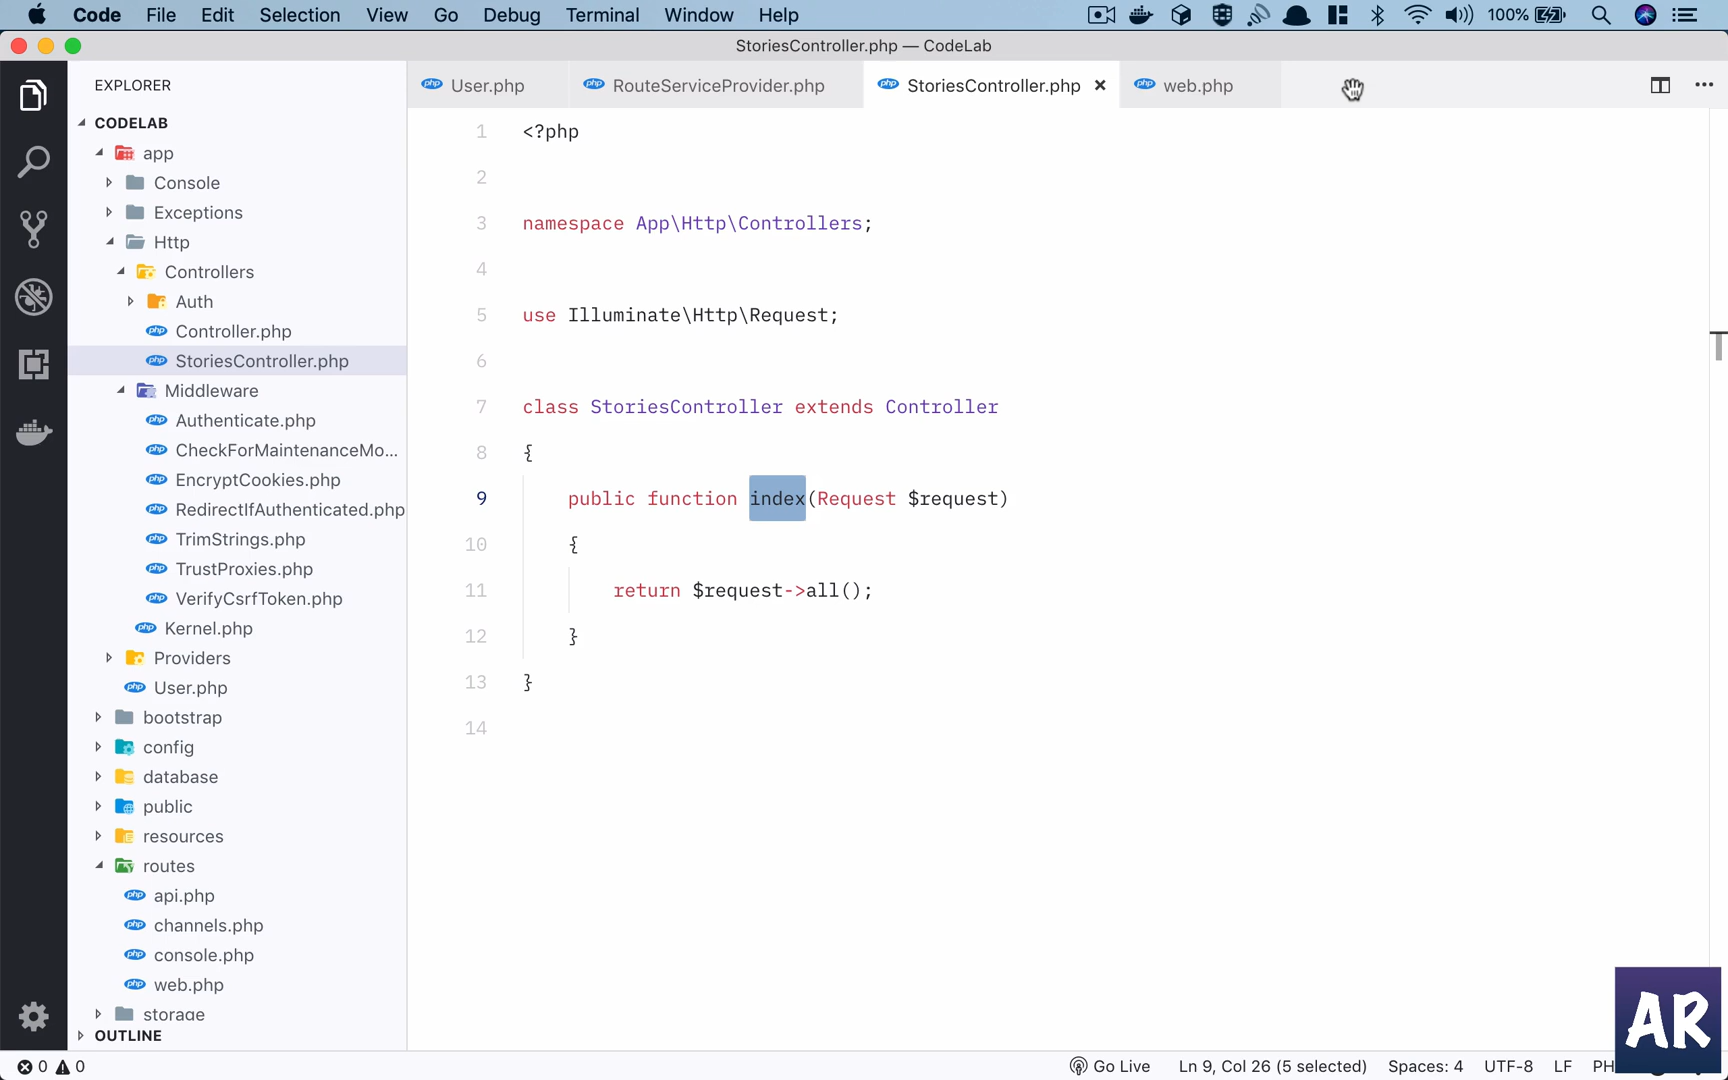 Code File Edit Selection View Go Debug Terminal Window Help 100%
StoriesController.php — CodeLab
EXPLORER
User.php
RouteServiceProvider.php
StoriesController.php
web.php
CODELAB
app
Console
Exceptions
Http
Controllers
Auth
Controller.php
StoriesController.php
Middleware
Authenticate.php
CheckForMaintenanceMo...
EncryptCookies.php
RedirectIfAuthenticated.php
TrimStrings.php
TrustProxies.php
VerifyCsrfToken.php
Kernel.php
Providers
User.php
bootstrap
config
database
public
resources
routes
api.php
channels.php
console.php
web.php
storage
OUTLINE
1 <?php
2
3 namespace App\Http\Controllers;
4
5 use Illuminate\Http\Request;
6
7 class StoriesController extends Controller
8 {
9 public function index(Request $request)
10 {
11 return $request->all();
12 }
13 }
14
AR
0 0 Go Live Ln 9, Col 26 (5 selected) Spaces: 4 UTF-8 LF